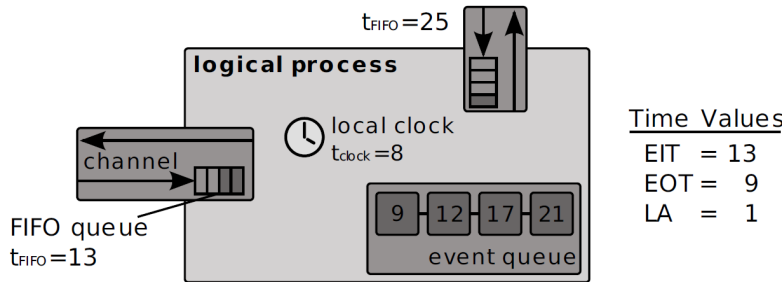 tFIFO=25
logical process
local clock
tclock=8
channel
FIFO queue
tFIFO=13
9 12 17 21
event queue
Time Values
EIT = 13
EOT = 9
LA = 1